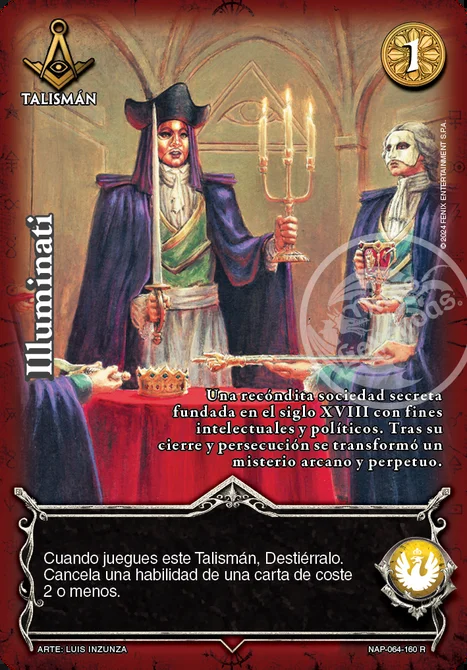 1
TALISMÁN
© 2024 FENIX ENTERTAINMENT S.P.A.
Illuminati
Una recóndita sociedad secreta
fundada en el siglo XVIII con fines
intelectuales y políticos. Tras su
cierre y persecución se transformó un
misterio arcano y perpetuo.
Cuando juegues este Talismán, Destiérralo.
Cancela una habilidad de una carta de coste
2 o menos.
ARTE: LUIS INZUNZA
NAP-064-160 R